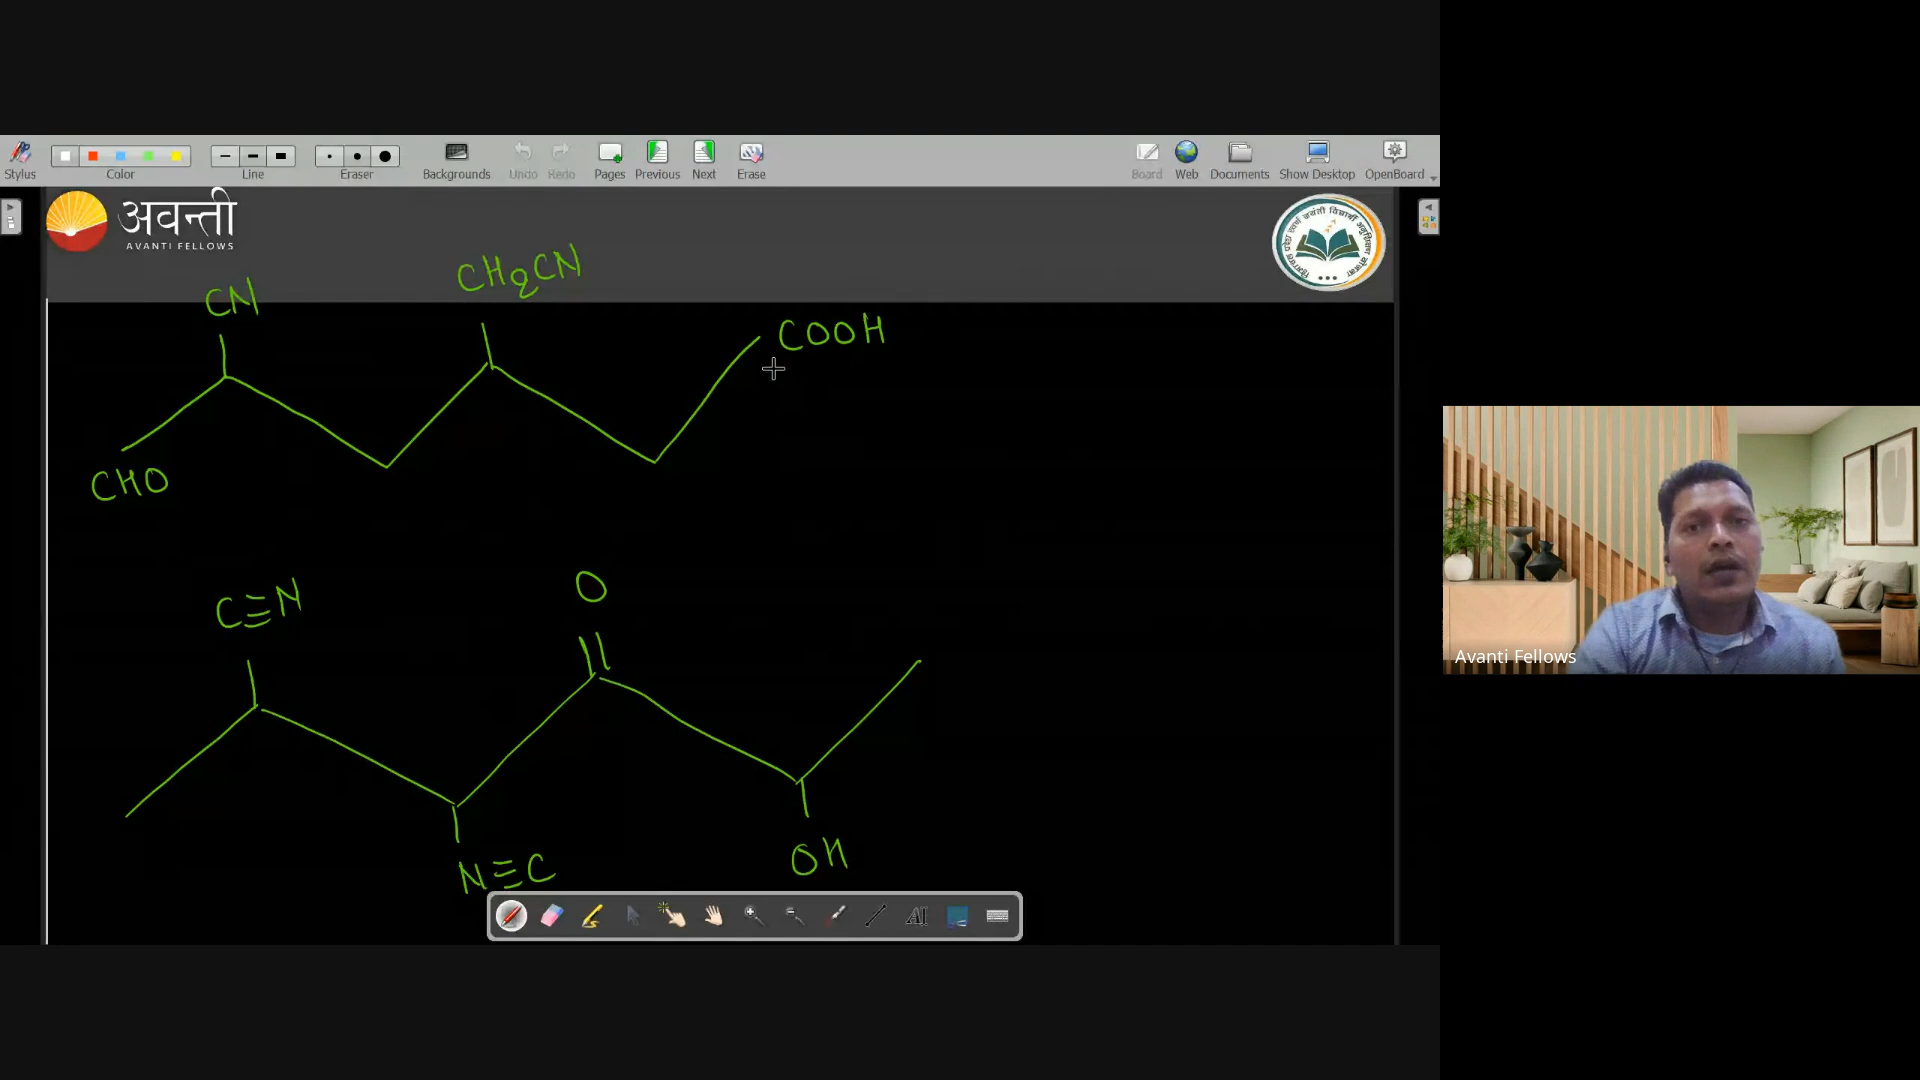 Stylus Color Line Eraser Backgrounds Undo Redo Pages Previous Next Erase Board Web Documents Show Desktop OpenBoard
अवन्ती
AVANTI FELLOWS
CN
CH2CN
COOH
CHO
C≡N
O
N≡C
OH
AI
Avanti Fellows